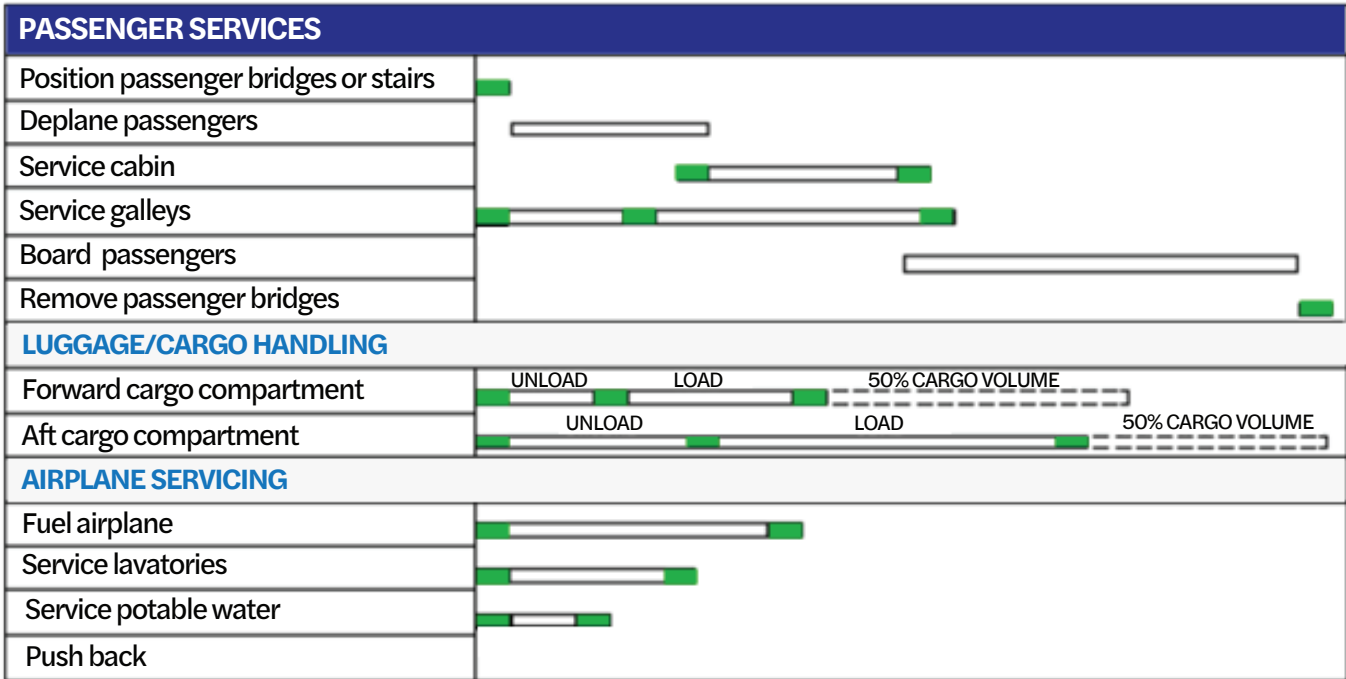 PASSENGER SERVICES
Position passenger bridges or stairs
Deplane passengers
Service cabin
Service galleys
Board passengers
Remove passenger bridges
LUGGAGE/CARGO HANDLING
Forward cargo compartment UNLOAD LOAD 50% CARGO VOLUME
Aft cargo compartment UNLOAD LOAD 50% CARGO VOLUME
AIRPLANE SERVICING
Fuel airplane
Service lavatories
Service potable water
Push back